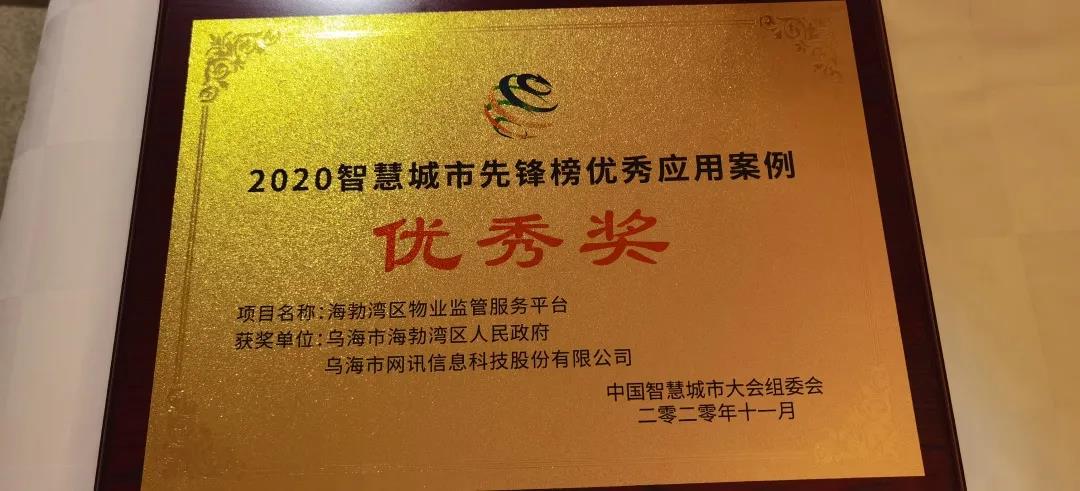 2020智慧城市先锋榜优秀应用案例
优秀奖
项目名称:海勃湾区物业监管服务平台
获奖单位:乌海市海勃湾区人民政府
乌海市网讯信息科技股份有限公司
中国智慧城市大会组委会
二零二零年十一月